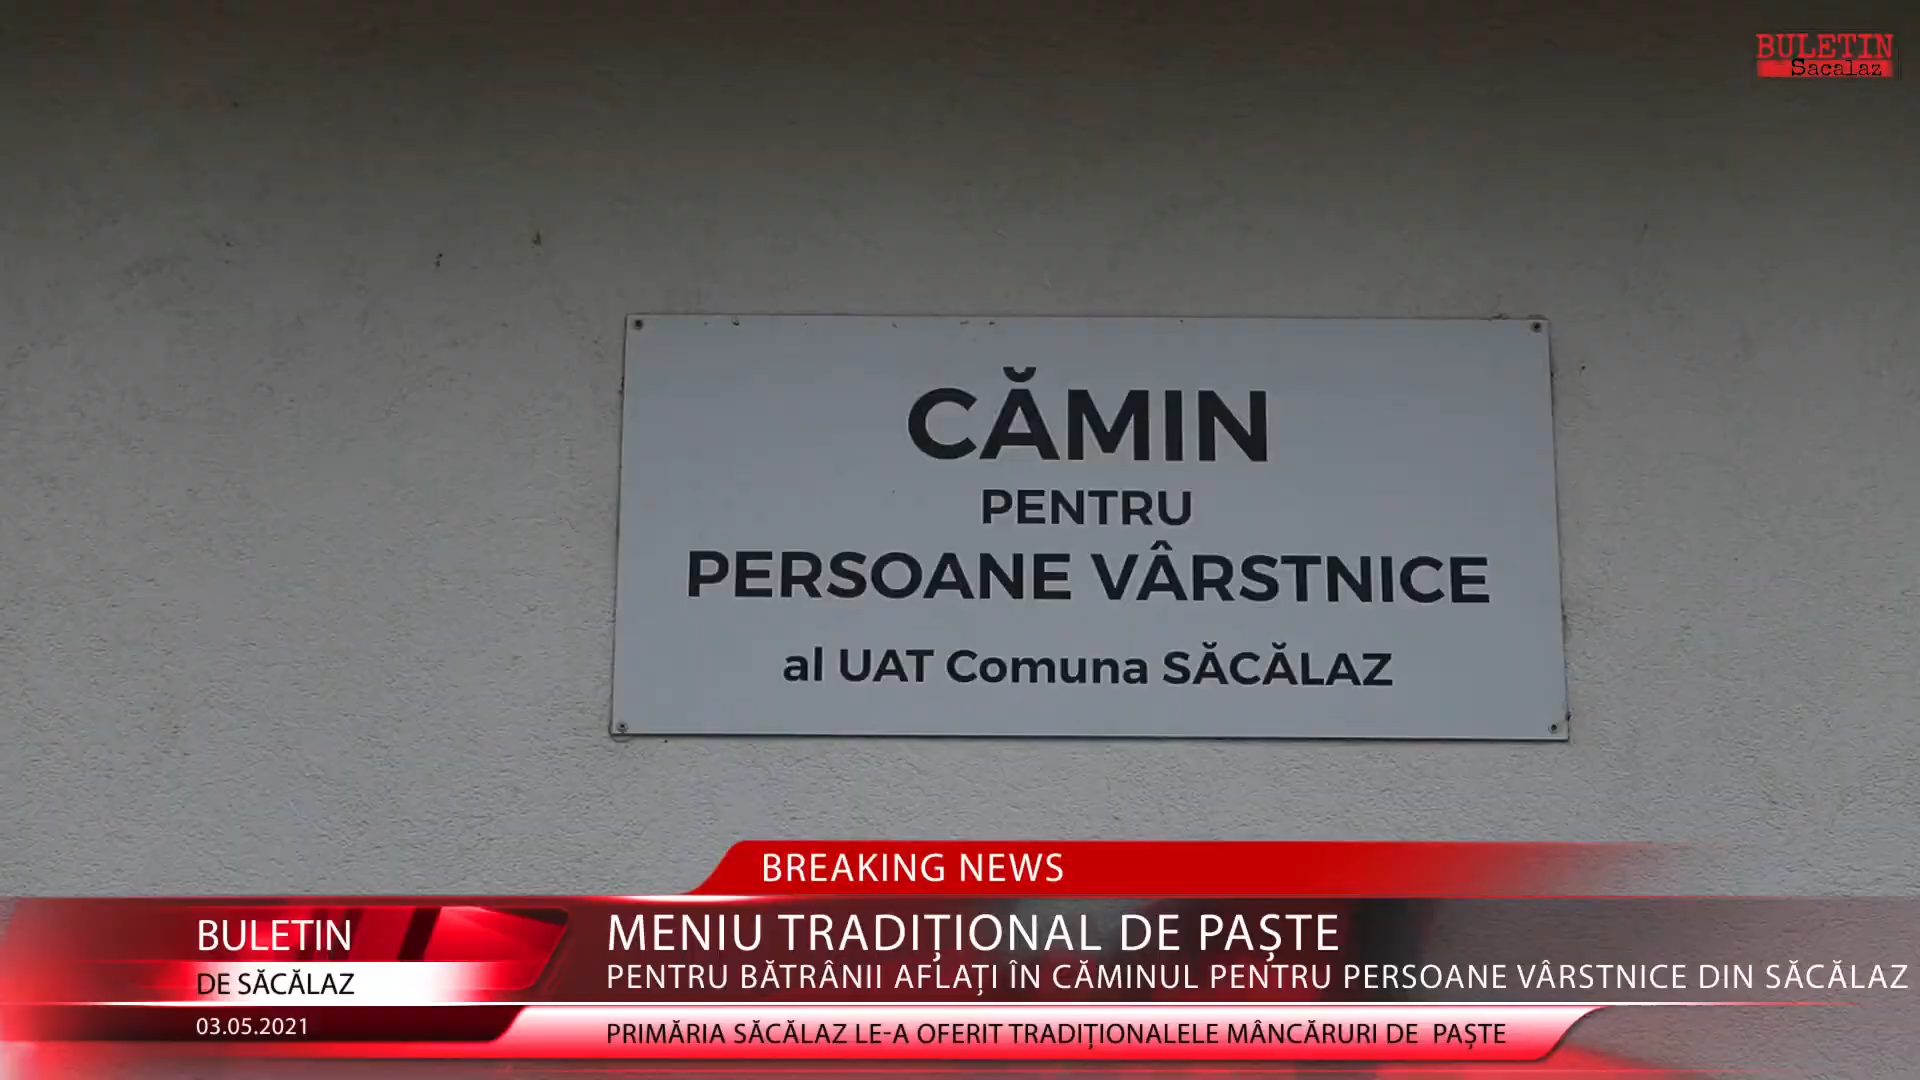 BULETIN
Sacalaz
CĂMIN
PENTRU
PERSOANE VÂRSTNICE
al UAT Comuna SĂCĂLAZ
BREAKING NEWS
BULETIN
DE SĂCĂLAZ
03.05.2021
MENIU TRADIȚIONAL DE PAȘTE
PENTRU BĂTRÂNII AFLAȚI ÎN CĂMINUL PENTRU PERSOANE VÂRSTNICE DIN SĂCĂLAZ
PRIMĂRIA SĂCĂLAZ LE-A OFERIT TRADIȚIONALELE MÂNCĂRURI DE  PAȘTE